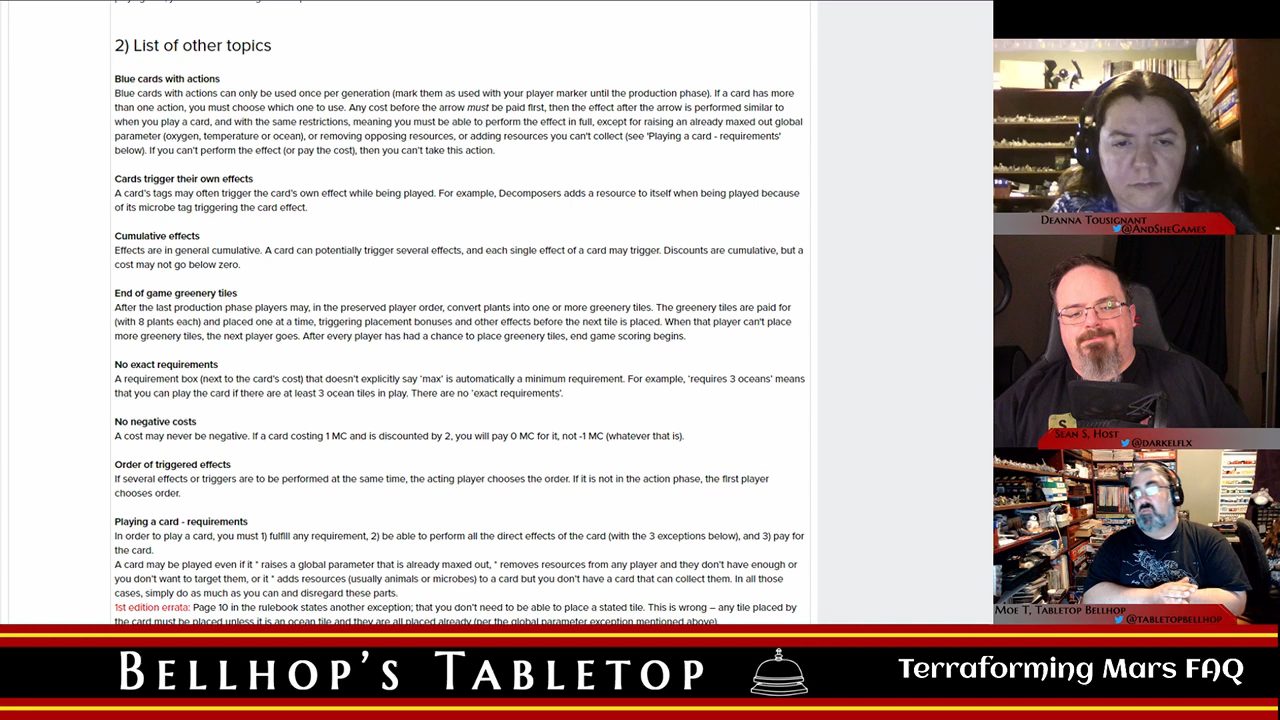 2) List of other topics
Blue cards with actions
Blue cards with actions can only be used once per generation (mark them as used with your player marker until the production phase). If a card has more
than one action, you must choose which one to use. Any cost before the arrow must be paid first, then the effect after the arrow is performed similar to
when you play a card, and with the same restrictions, meaning you must be able to perform the effect in full, except for raising an already maxed out global
parameter (oxygen, temperature or ocean), or removing opposing resources, or adding resources you can't collect (see 'Playing a card - requirements'
below). If you can't perform the effect (or pay the cost), then you can't take this action.
Cards trigger their own effects
A card's tags may often trigger the card's own effect while being played. For example, Decomposers adds a resource to itself when being played because
of its microbe tag triggering the card effect.
Cumulative effects
Effects are in general cumulative. A card can potentially trigger several effects, and each single effect of a card may trigger. Discounts are cumulative, but a
cost may not go below zero.
End of game greenery tiles
After the last production phase players may, in the preserved player order, convert plants into one or more greenery tiles. The greenery tiles are paid for
(with 8 plants each) and placed one at a time, triggering placement bonuses and other effects before the next tile is placed. When that player can't place
more greenery tiles, the next player goes. After every player has had a chance to place greenery tiles, end game scoring begins.
No exact requirements
A requirement box (next to the card's cost) that doesn't explicitly say 'max' is automatically a minimum requirement. For example, 'requires 3 oceans' means
that you can play the card if there are at least 3 ocean tiles in play. There are no 'exact requirements'.
No negative costs
A cost may never be negative. If a card costing 1 MC and is discounted by 2, you will pay 0 MC for it, not -1 MC (whatever that is).
Order of triggered effects
If several effects or triggers are to be performed at the same time, the acting player chooses the order. If it is not in the action phase, the first player
chooses order.
Playing a card - requirements
In order to play a card, you must 1) fulfill any requirement, 2) be able to perform all the direct effects of the card (with the 3 exceptions below), and 3) pay for
the card.
A card may be played even if it * raises a global parameter that is already maxed out, * removes resources from any player and they don't have enough or
you don't want to target them, or it * adds resources (usually animals or microbes) to a card but you don't have a card that can collect them. In all those
cases, simply do as much as you can and disregard these parts.
1st edition errata: Page 10 in the rulebook states another exception; that you don't need to be able to place a stated tile. This is wrong – any tile placed by
the card must be placed unless it is an ocean tile and they are all placed already (per the global parameter exception mentioned above).
Deanna Tousignant
@AndSheGames
Sean S, Host
@darkelflx
Moe T, Tabletop Bellhop
@tabletopbellhop
Bellhop's Tabletop
Terraforming Mars FAQ